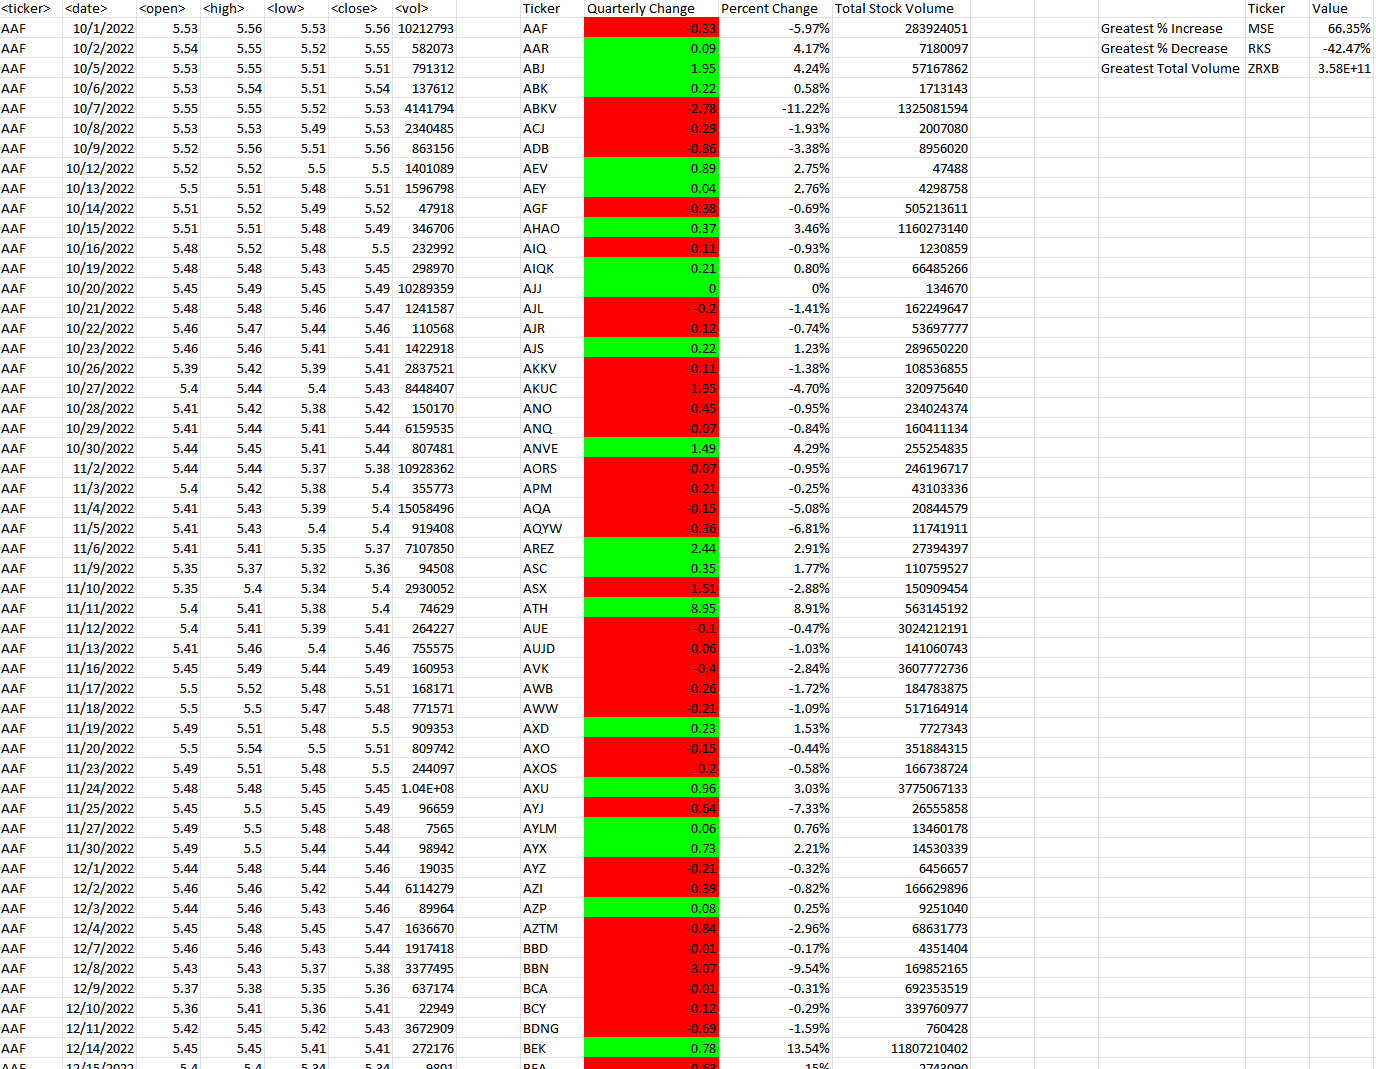 <ticker> <date> <open> <high> <low> <close> <vol> Ticker Quarterly Change Percent Change Total Stock Volume Ticker Value
AAF 10/1/2022 5.53 5.56 5.53 5.56 10212793 AAF -0.33 -5.97% 283924051 Greatest % Increase MSE 66.35%
AAF 10/2/2022 5.54 5.55 5.52 5.55 582073 AAR 0.09 4.17% 7180097 Greatest % Decrease RKS -42.47%
AAF 10/5/2022 5.53 5.55 5.51 5.51 791312 ABJ 1.95 4.24% 57167862 Greatest Total Volume ZRXB 3.58E+11
AAF 10/6/2022 5.53 5.54 5.51 5.54 137612 ABK 0.22 0.58% 1713143
AAF 10/7/2022 5.55 5.55 5.52 5.53 4141794 ABKV -2.78 -11.22% 1325081594
AAF 10/8/2022 5.53 5.53 5.49 5.53 2340485 ACJ -0.29 -1.93% 2007080
AAF 10/9/2022 5.52 5.56 5.51 5.56 863156 ADB -0.86 -3.38% 8956020
AAF 10/12/2022 5.52 5.52 5.5 5.5 1401089 AEV 0.89 2.75% 47488
AAF 10/13/2022 5.5 5.51 5.48 5.51 1596798 AEY 0.04 2.76% 4298758
AAF 10/14/2022 5.51 5.52 5.49 5.52 47918 AGF -0.38 -0.69% 505213611
AAF 10/15/2022 5.51 5.51 5.48 5.49 346706 AHAO 0.37 3.46% 1160273140
AAF 10/16/2022 5.48 5.52 5.48 5.5 232992 AIQ -0.11 -0.93% 1230859
AAF 10/19/2022 5.48 5.48 5.43 5.45 298970 AIQK 0.21 0.80% 66485266
AAF 10/20/2022 5.45 5.49 5.45 5.49 10289359 AJJ 0 0% 134670
AAF 10/21/2022 5.48 5.48 5.46 5.47 1241587 AJL -0.2 -1.41% 162249647
AAF 10/22/2022 5.46 5.47 5.44 5.46 110568 AJR -0.12 -0.74% 53697777
AAF 10/23/2022 5.46 5.46 5.41 5.41 1422918 AJS 0.22 1.23% 289650220
AAF 10/26/2022 5.39 5.42 5.39 5.41 2837521 AKKV -0.11 -1.38% 108536855
AAF 10/27/2022 5.4 5.44 5.4 5.43 8448407 AKUC -1.95 -4.70% 320975640
AAF 10/28/2022 5.41 5.42 5.38 5.42 150170 ANO -0.45 -0.95% 234024374
AAF 10/29/2022 5.41 5.44 5.41 5.44 6159535 ANQ -0.07 -0.84% 160411134
AAF 10/30/2022 5.44 5.45 5.41 5.44 807481 ANVE 1.49 4.29% 255254835
AAF 11/2/2022 5.44 5.44 5.37 5.38 10928362 AORS -0.07 -0.95% 246196717
AAF 11/3/2022 5.4 5.42 5.38 5.4 355773 APM -0.21 -0.25% 43103336
AAF 11/4/2022 5.41 5.43 5.39 5.4 15058496 AQA -0.15 -5.08% 20844579
AAF 11/5/2022 5.41 5.43 5.4 5.4 919408 AQYW -0.36 -6.81% 11741911
AAF 11/6/2022 5.41 5.41 5.35 5.37 7107850 AREZ 2.44 2.91% 27394397
AAF 11/9/2022 5.35 5.37 5.32 5.36 94508 ASC 0.35 1.77% 110759527
AAF 11/10/2022 5.35 5.4 5.34 5.4 2930052 ASX -1.51 -2.88% 150909454
AAF 11/11/2022 5.4 5.41 5.38 5.4 74629 ATH 8.95 8.91% 563145192
AAF 11/12/2022 5.4 5.41 5.39 5.41 264227 AUE -0.1 -0.47% 3024212191
AAF 11/13/2022 5.41 5.46 5.4 5.46 755575 AUJD -0.06 -1.03% 141060743
AAF 11/16/2022 5.45 5.49 5.44 5.49 160953 AVK -0.4 -2.84% 3607772736
AAF 11/17/2022 5.5 5.52 5.48 5.51 168171 AWB -0.26 -1.72% 184783875
AAF 11/18/2022 5.5 5.5 5.47 5.48 771571 AWW -0.21 -1.09% 517164914
AAF 11/19/2022 5.49 5.51 5.48 5.5 909353 AXD 0.23 1.53% 7727343
AAF 11/20/2022 5.5 5.54 5.5 5.51 809742 AXO -0.15 -0.44% 351884315
AAF 11/23/2022 5.49 5.51 5.48 5.5 244097 AXOS -0.2 -0.58% 166738724
AAF 11/24/2022 5.48 5.48 5.45 5.45 1.04E+08 AXU 0.96 3.03% 3775067133
AAF 11/25/2022 5.45 5.5 5.45 5.49 96659 AYJ -0.64 -7.33% 26555858
AAF 11/27/2022 5.49 5.5 5.48 5.48 7565 AYLM 0.06 0.76% 13460178
AAF 11/30/2022 5.49 5.5 5.44 5.44 98942 AYX 0.73 2.21% 14530339
AAF 12/1/2022 5.44 5.48 5.44 5.46 19035 AYZ -0.21 -0.32% 6456657
AAF 12/2/2022 5.46 5.46 5.42 5.44 6114279 AZI -0.39 -0.82% 166629896
AAF 12/3/2022 5.44 5.46 5.43 5.46 89964 AZP 0.08 0.25% 9251040
AAF 12/4/2022 5.45 5.48 5.45 5.47 1636670 AZTM -0.84 -2.96% 68631773
AAF 12/7/2022 5.46 5.46 5.43 5.44 1917418 BBD -0.01 -0.17% 4351404
AAF 12/8/2022 5.43 5.43 5.37 5.38 3377495 BBN -3.07 -9.54% 169852165
AAF 12/9/2022 5.37 5.38 5.35 5.36 637174 BCA -0.01 -0.31% 692353519
AAF 12/10/2022 5.36 5.41 5.36 5.41 22949 BCY -0.12 -0.29% 339760977
AAF 12/11/2022 5.42 5.45 5.42 5.43 3672909 BDNG -0.69 -1.59% 760428
AAF 12/14/2022 5.45 5.45 5.41 5.41 272176 BEK 0.78 13.54% 11807210402
AAF 12/15/2022 5.4 5.4 5.34 5.34 9801